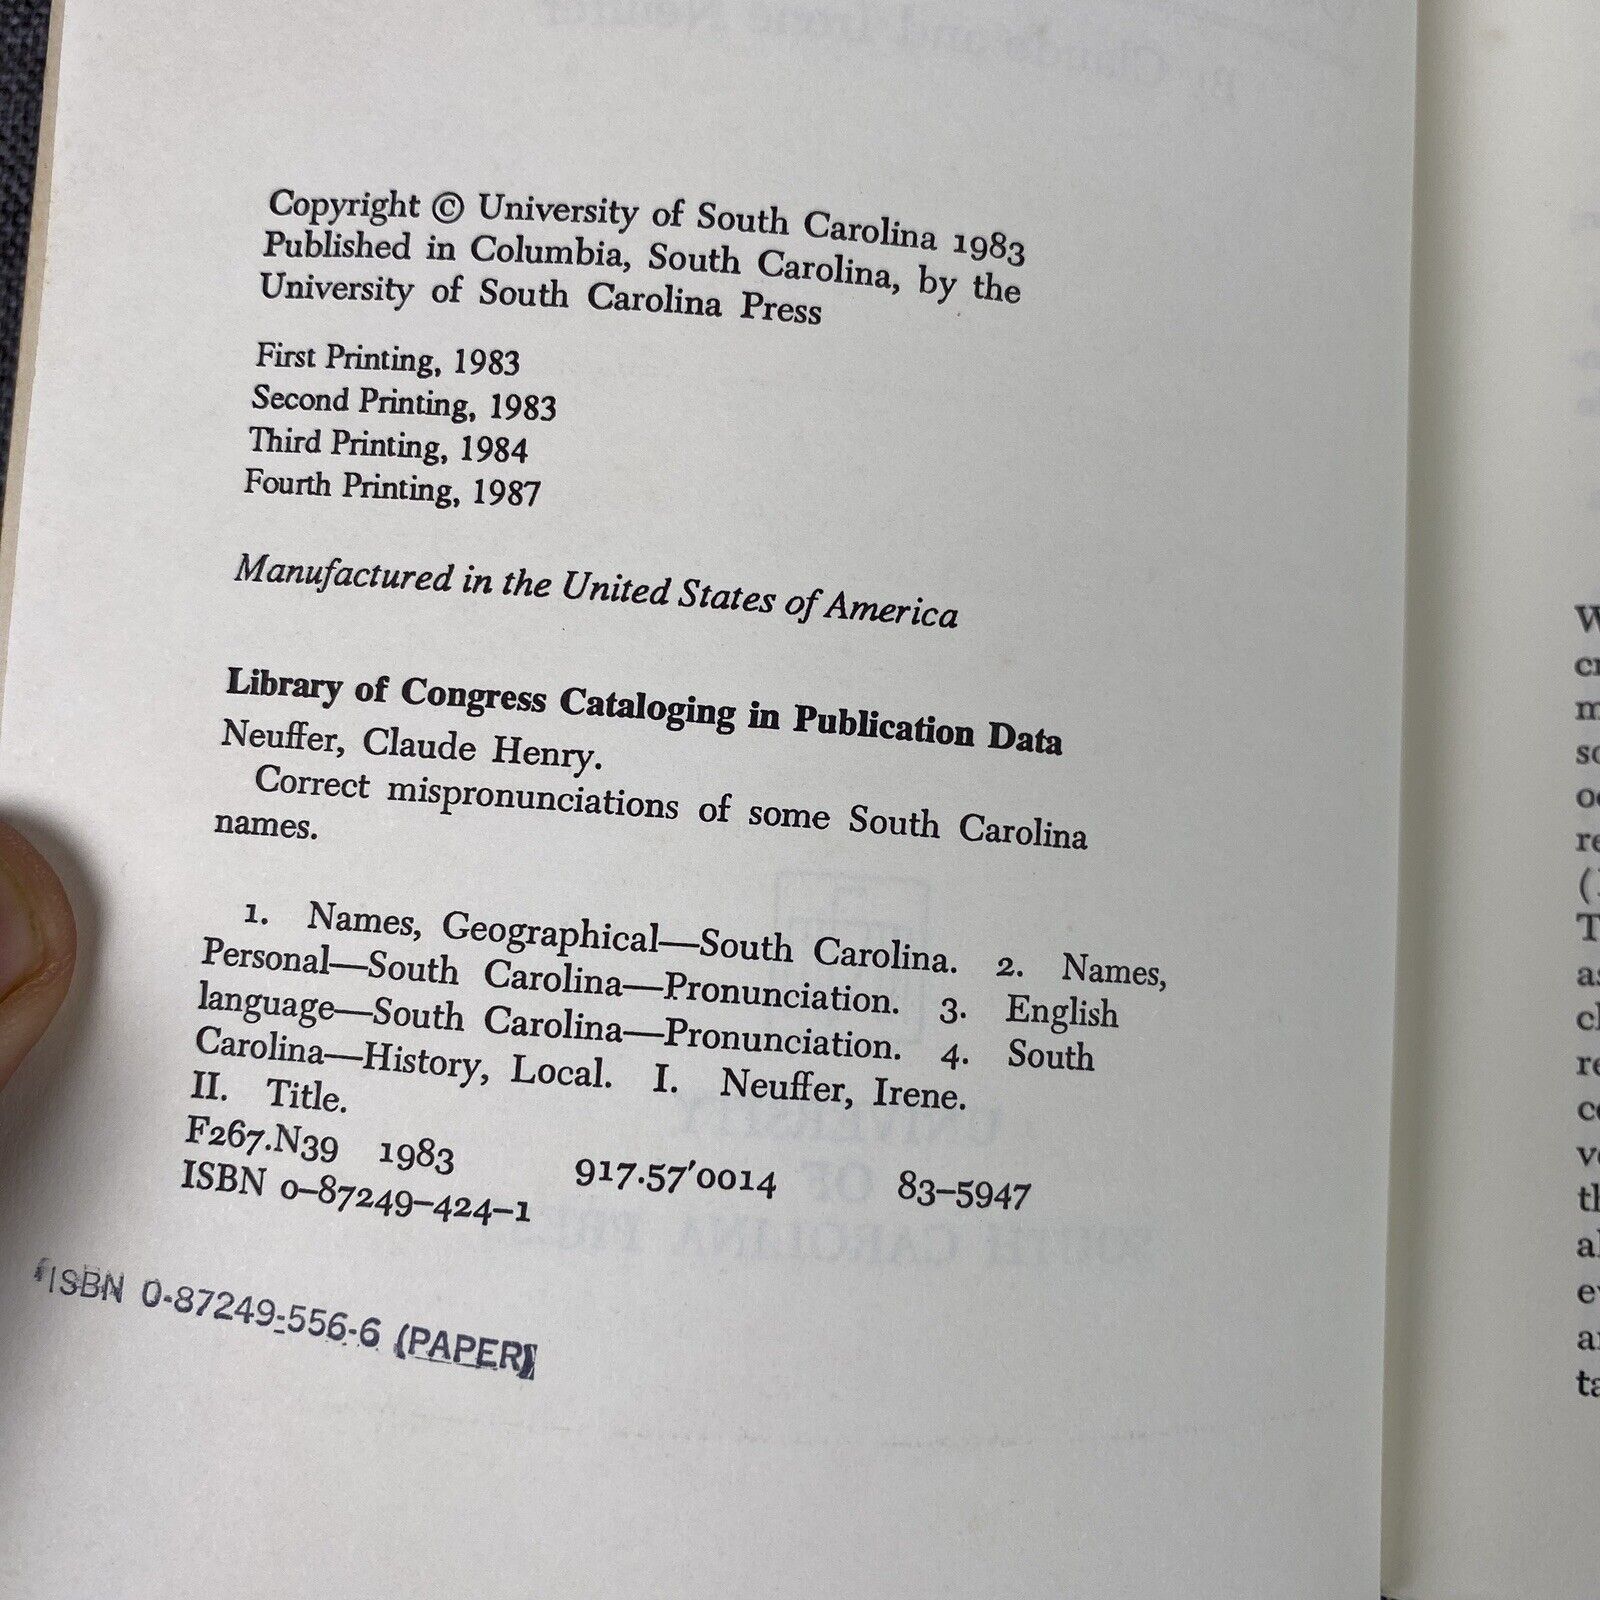 Copyright © University of South Carolina 1983
Published in Columbia, South Carolina, by the
University of South Carolina Press
First Printing, 1983
Second Printing, 1983
Third Printing, 1984
Fourth Printing, 1987
Manufactured in the United States of America
Library of Congress Cataloging in Publication Data
Neuffer, Claude Henry.
Correct mispronunciations of some South Carolina
names.
1. Names, Geographical—South Carolina. 2. Names,
Personal—South Carolina—Pronunciation. 3. English
language—South Carolina—Pronunciation. 4. South
Carolina—History, Local. I. Neuffer, Irene.
II. Title.
F267.N39 1983 917.57'0014 83–5947
ISBN 0–87249–424–1
ISBN 0-87249-556-6 (PAPER)